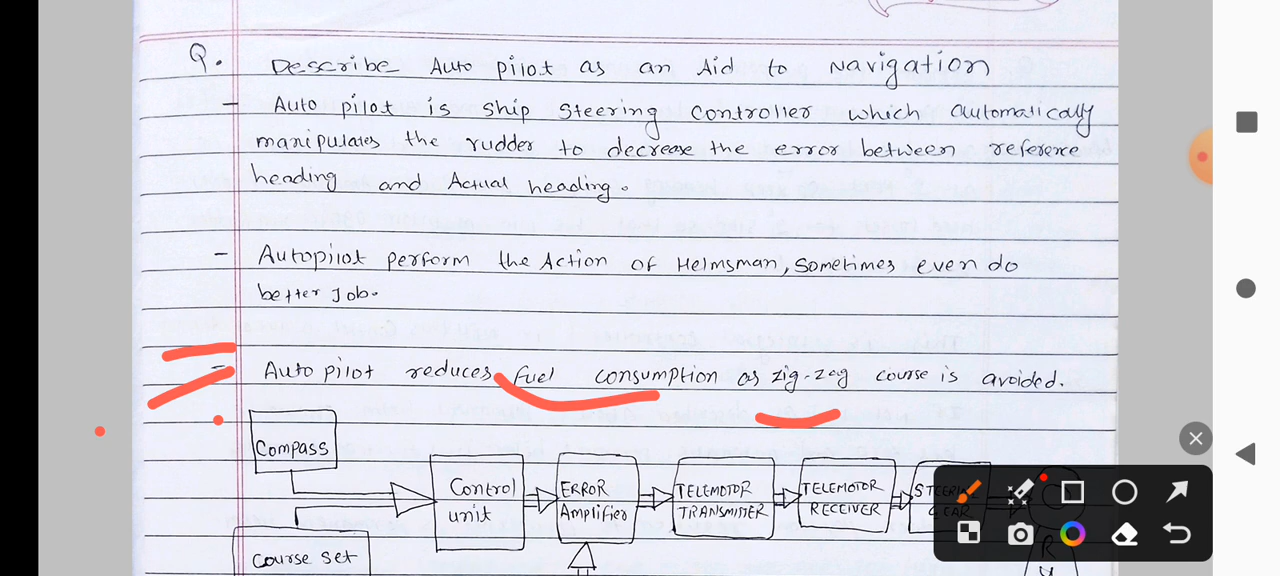 Q. Describe Auto pilot as an Aid to Navigation
- Auto pilot is ship steering controller which automatically
manipulates the rudder to decrease the error between reference
heading and Actual heading.
- Autopilot perform the Action of Helmsman, sometimes even do
better Job.
- Auto pilot reduces fuel consumption as zig-zag course is avoided.
Compass
Control
unit
ERROR
Amplifier
TELEMOTOR
TRANSMITTER
TELEMOTOR
RECEIVER
Course set